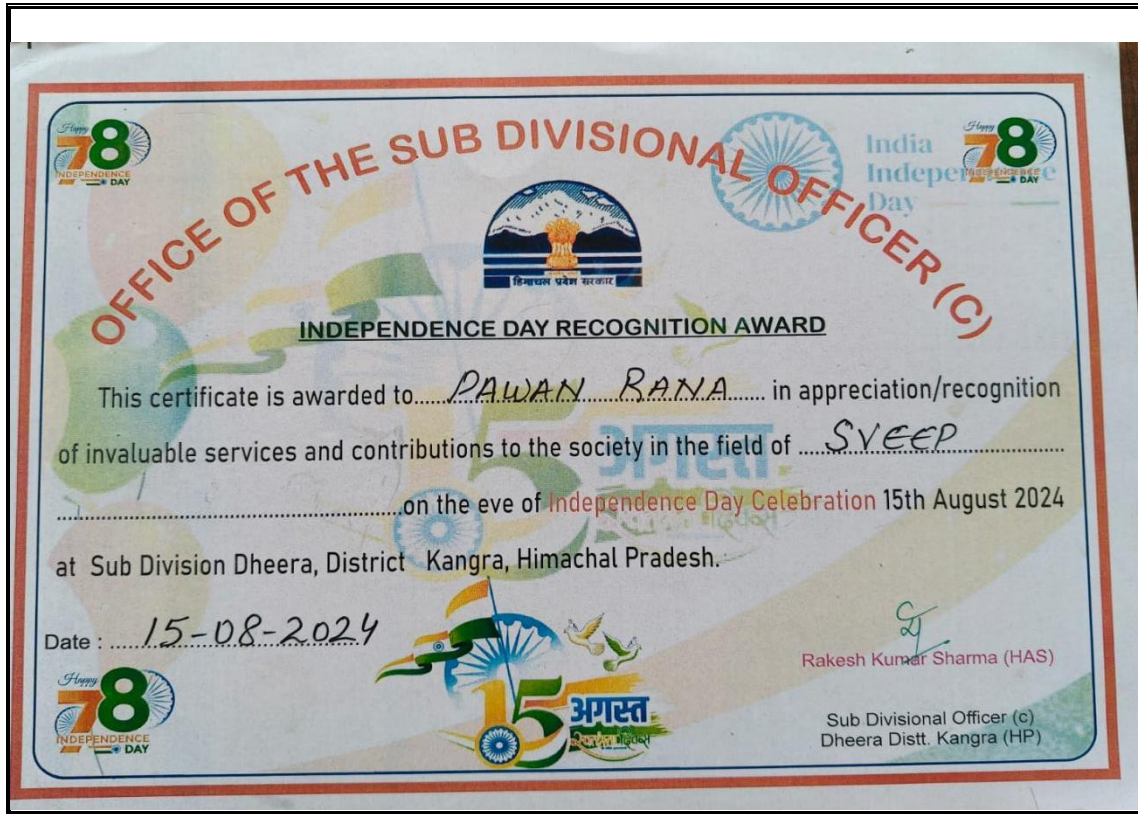 Happy
78
INDEPENDENCE
DAY
OFFICE OF THE SUB DIVISIONAL OFFICER (C)
India
Independence
Day
Happy
78
INDEPENDENCE
DAY
हिमाचल प्रदेश सरकार
INDEPENDENCE DAY RECOGNITION AWARD
This certificate is awarded to......PAWAN RANA...... in appreciation/recognition
of invaluable services and contributions to the society in the field of .....SVEEP.....
.....on the eve of Independence Day Celebration 15th August 2024
at Sub Division Dheera, District Kangra, Himachal Pradesh.
15 अगस्त
Date : ......15-08-2024
Rakesh Kumar Sharma (HAS)
Happy
78
INDEPENDENCE
DAY
15 अगस्त
Sub Divisional Officer (c)
Dheera Distt. Kangra (HP)